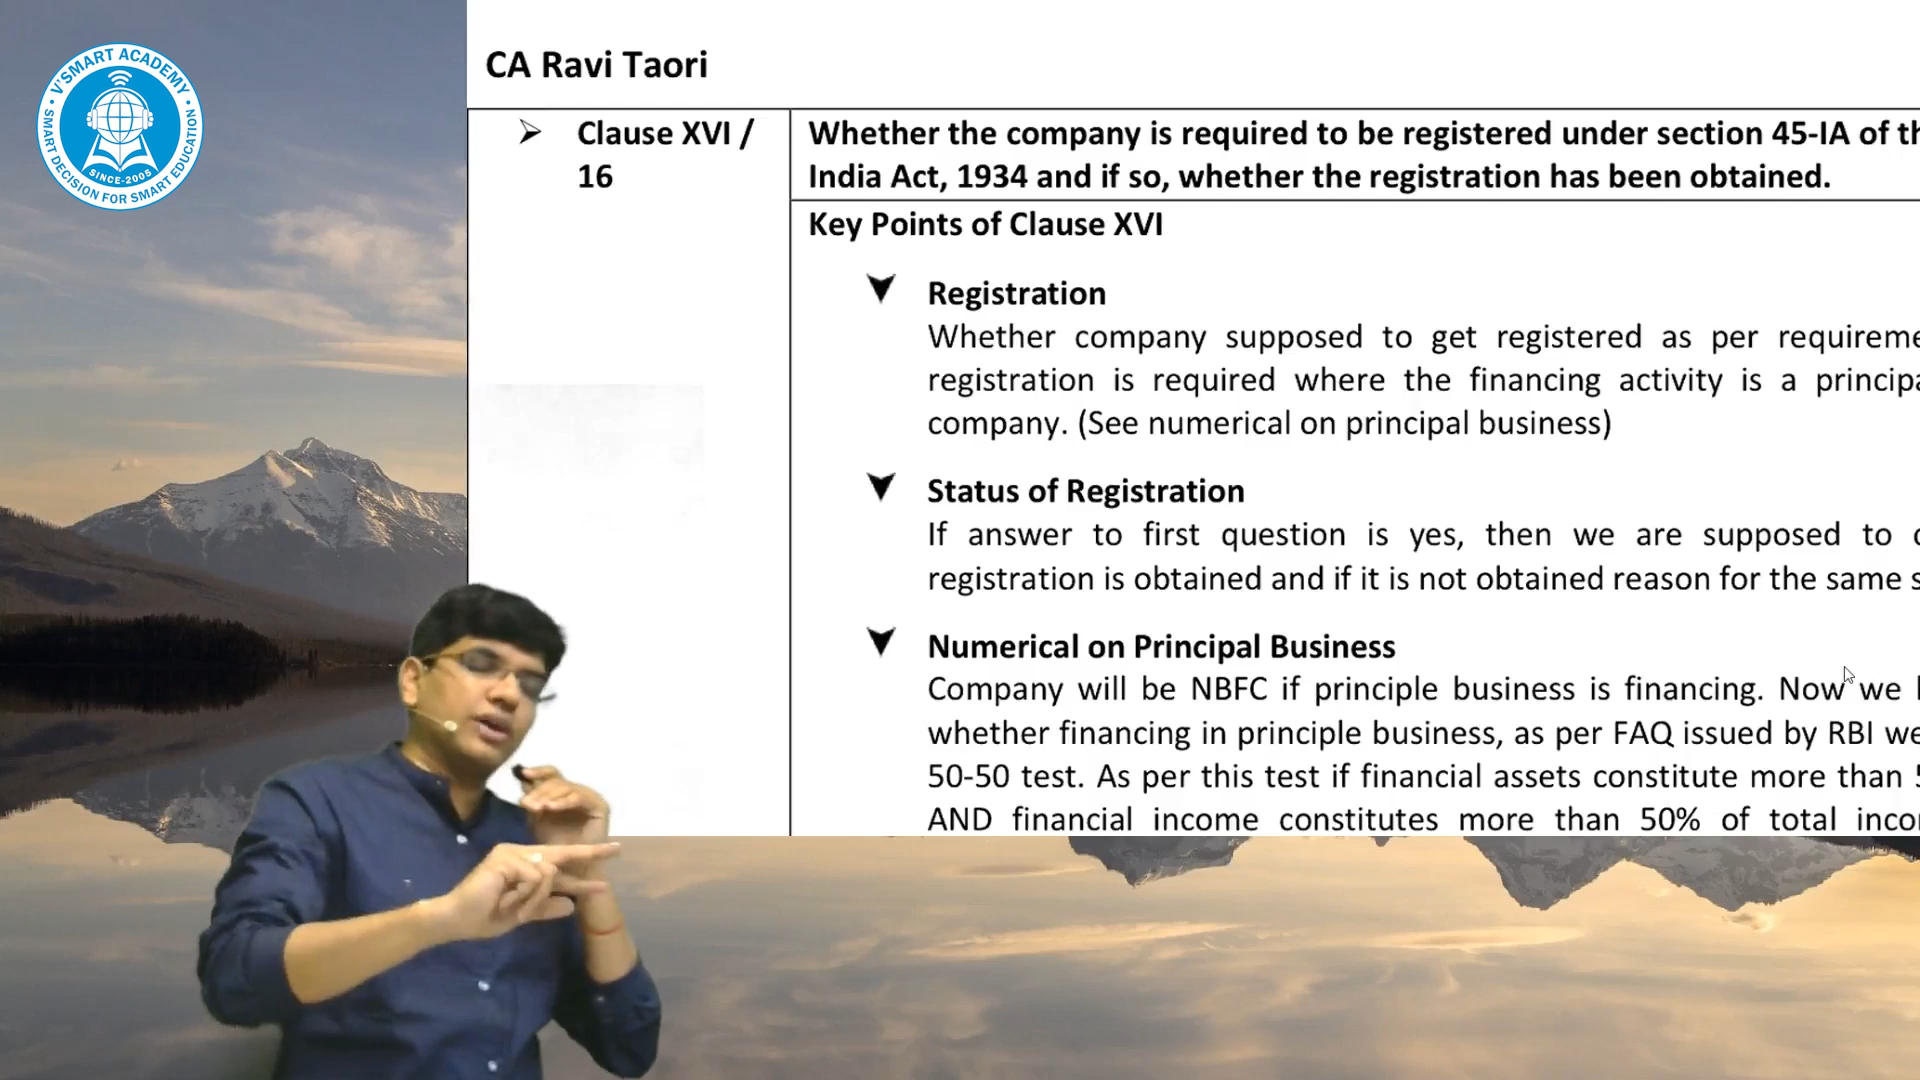 V'SMART ACADEMY
SINCE-2005
SMART DECISION FOR SMART EDUCATION
CA Ravi Taori
Clause XVI /
16
Whether the company is required to be registered under section 45-IA of th
India Act, 1934 and if so, whether the registration has been obtained.
Key Points of Clause XVI
Registration
Whether company supposed to get registered as per requireme
registration is required where the financing activity is a principa
company. (See numerical on principal business)
Status of Registration
If answer to first question is yes, then we are supposed to
registration is obtained and if it is not obtained reason for the same s
Numerical on Principal Business
Company will be NBFC if principle business is financing. Now we
whether financing in principle business, as per FAQ issued by RBI we
50-50 test. As per this test if financial assets constitute more than
AND financial income constitutes more than 50% of total incom